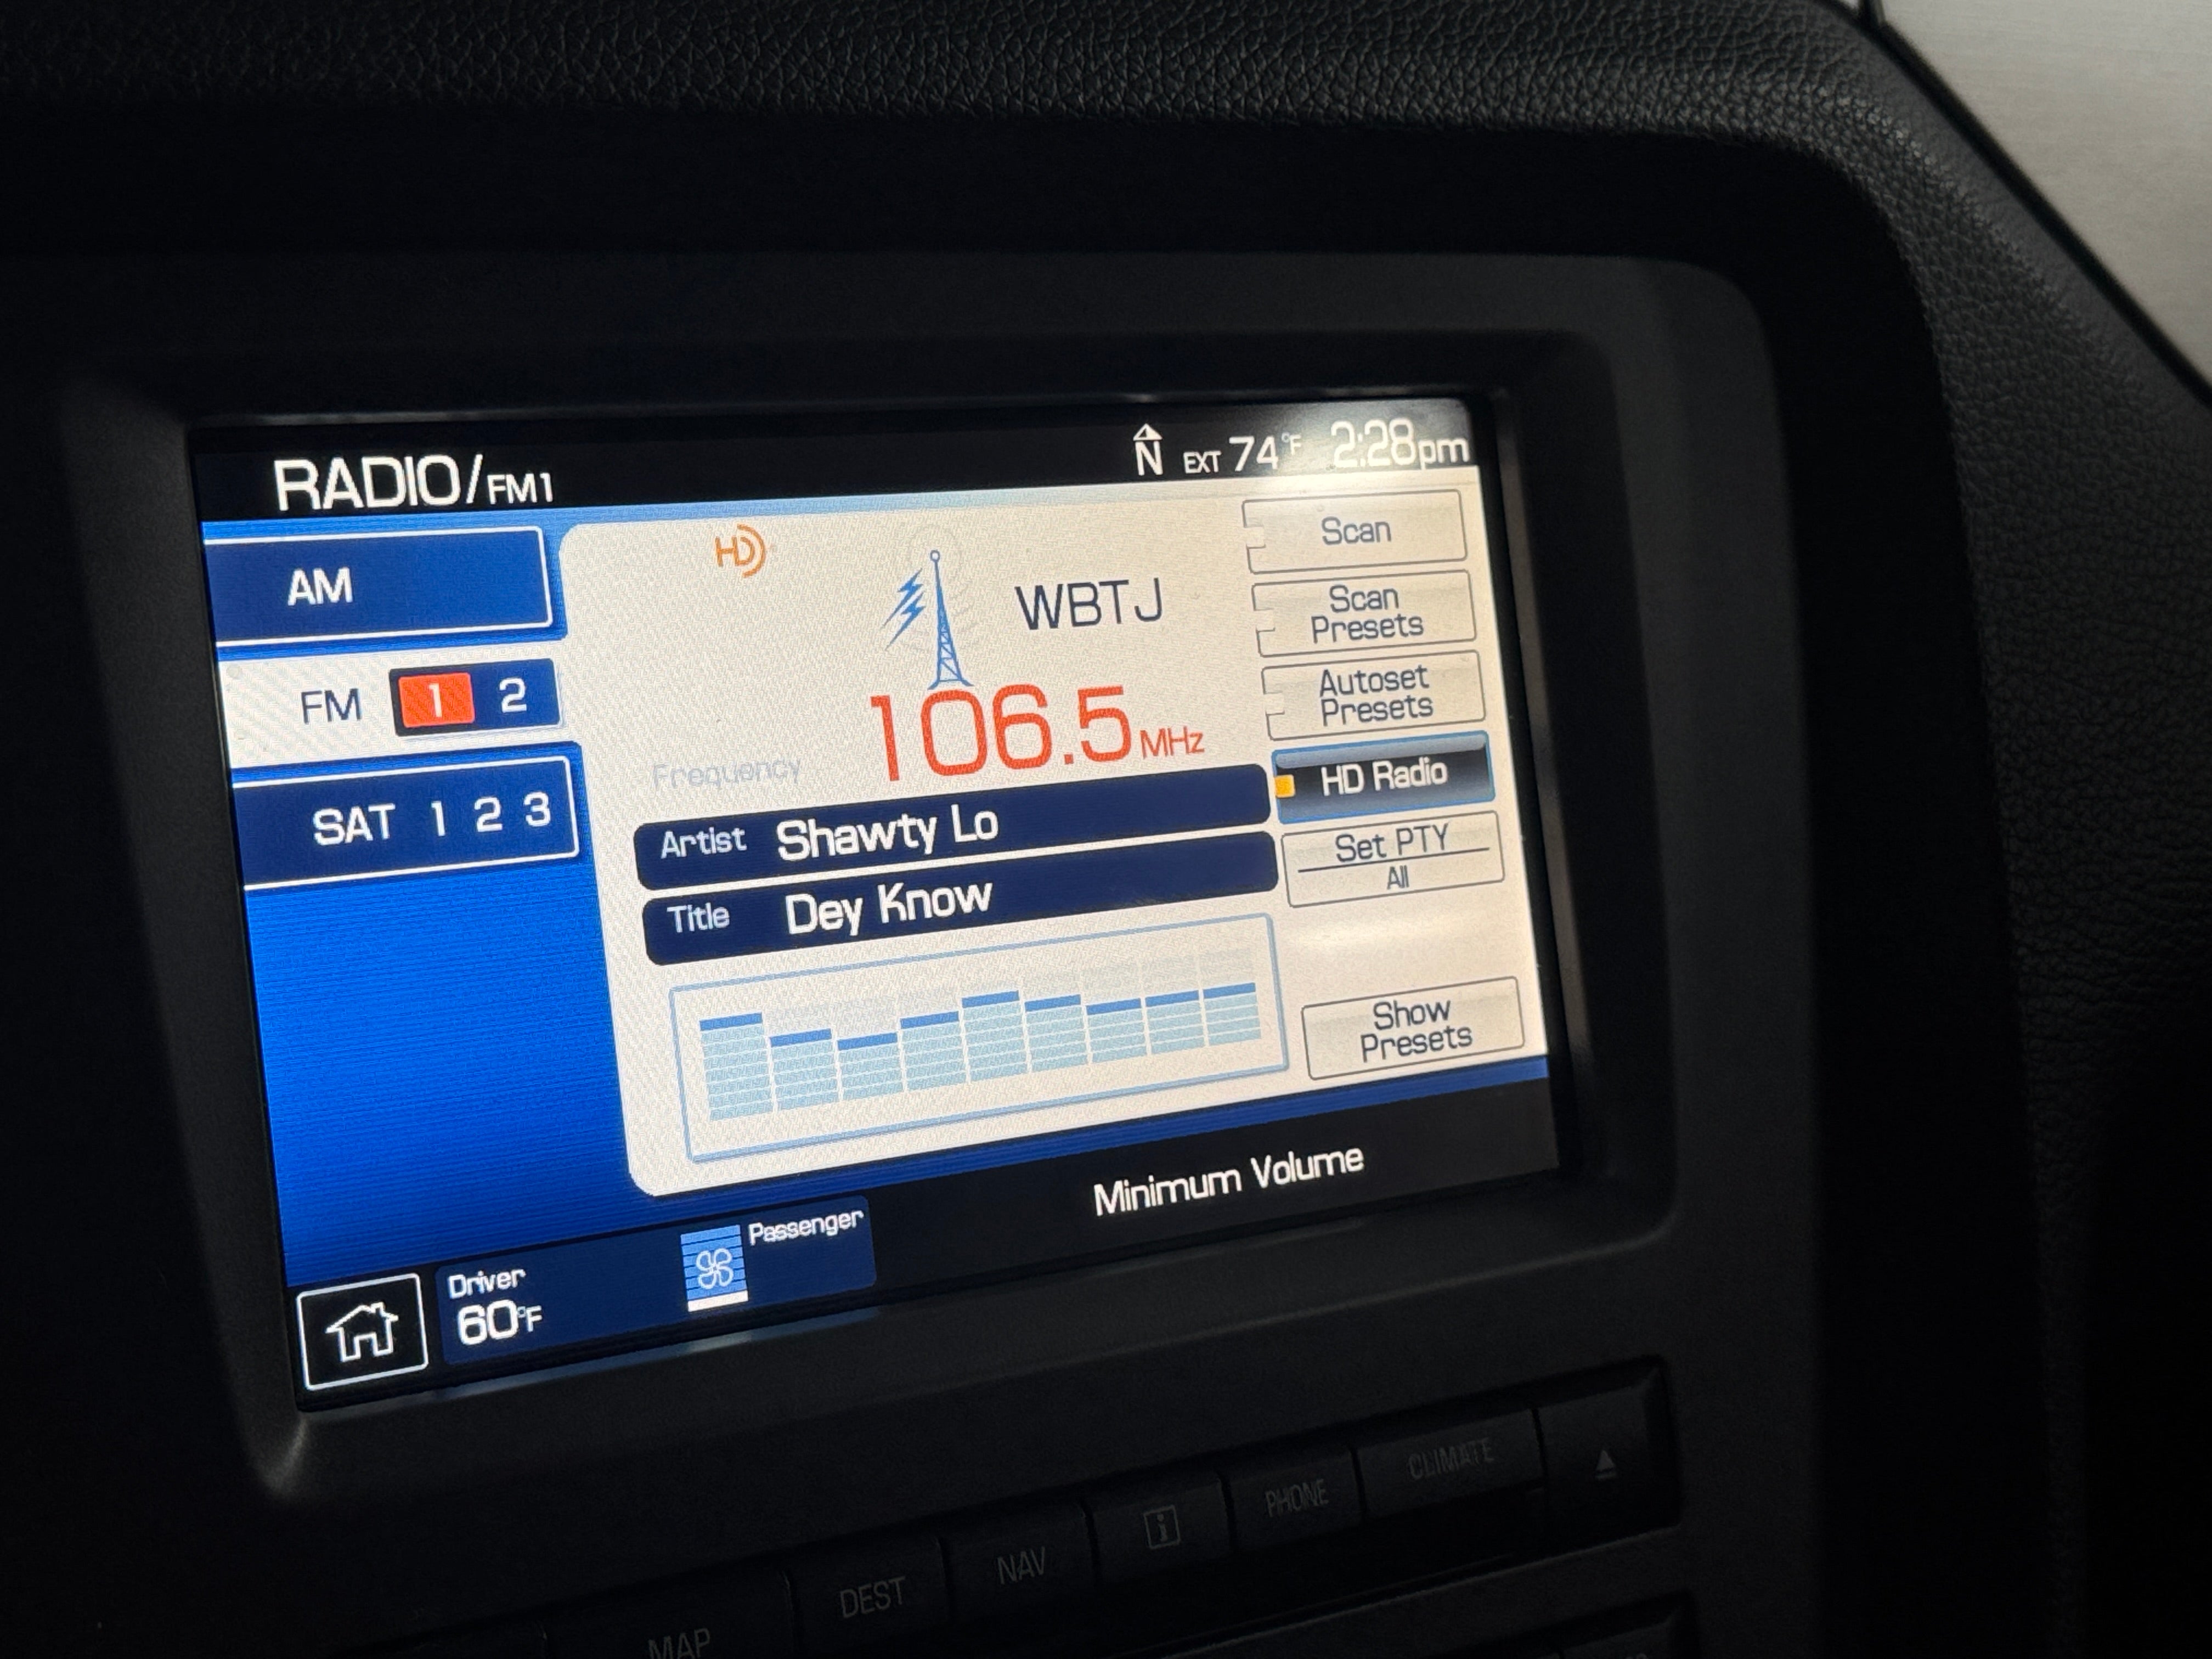 RADIO/FM1
N EXT 74°F 2:28pm
AM
FM 1 2
SAT 1 2 3
HD
WBTJ
106.5 MHz
Frequency
Artist Shawty Lo
Title Dey Know
Scan
Scan
Presets
Autoset
Presets
HD Radio
Set PTY
All
Show
Presets
Minimum Volume
Driver
60°F
Passenger
MAP
DEST
NAV
i
PHONE
CLIMATE